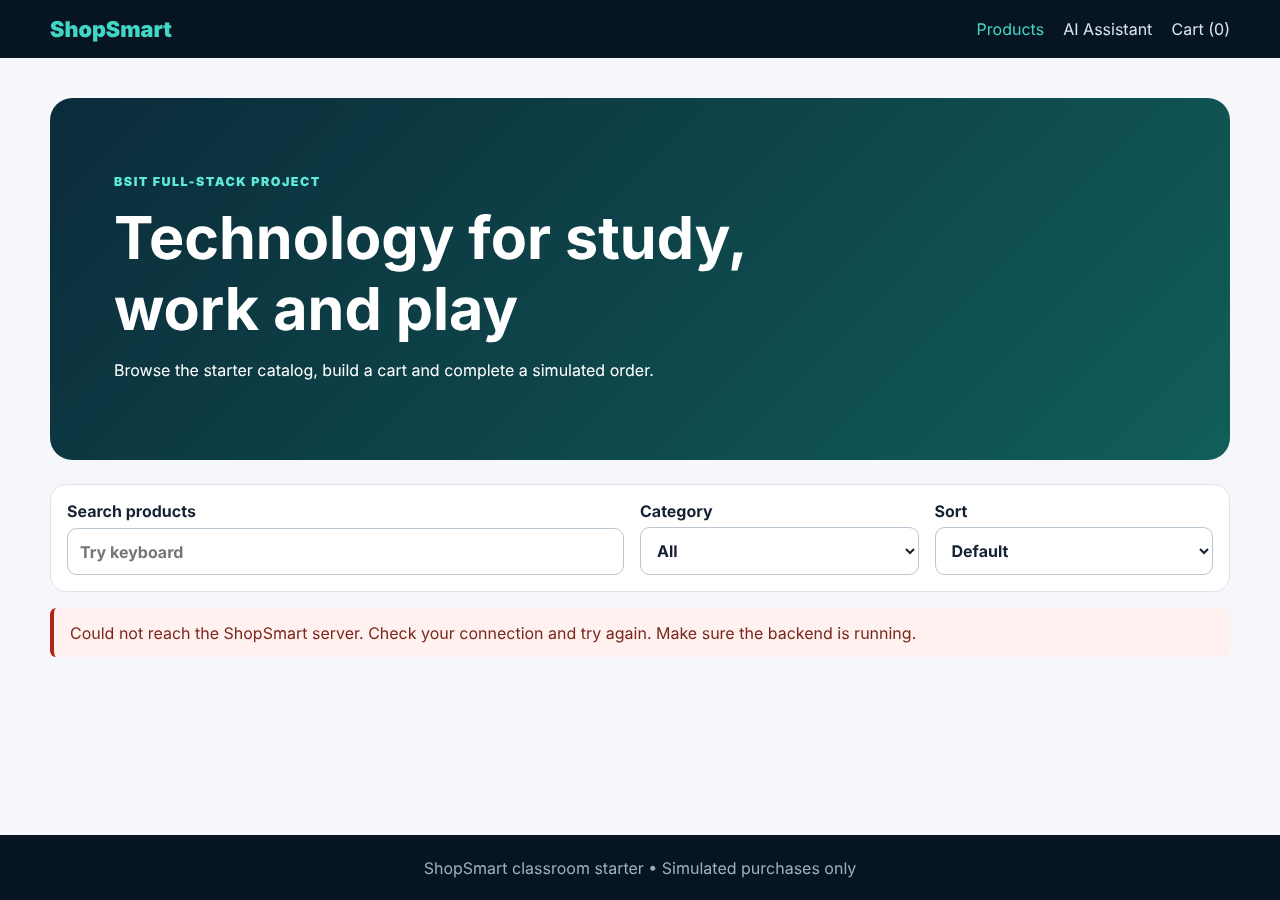 ShopSmart
Products AI Assistant Cart (0)
BSIT FULL-STACK PROJECT
Technology for study,
work and play
Browse the starter catalog, build a cart and complete a simulated order.
Search products
Try keyboard
Category
All
Sort
Default
Could not reach the ShopSmart server. Check your connection and try again. Make sure the backend is running.
ShopSmart classroom starter • Simulated purchases only